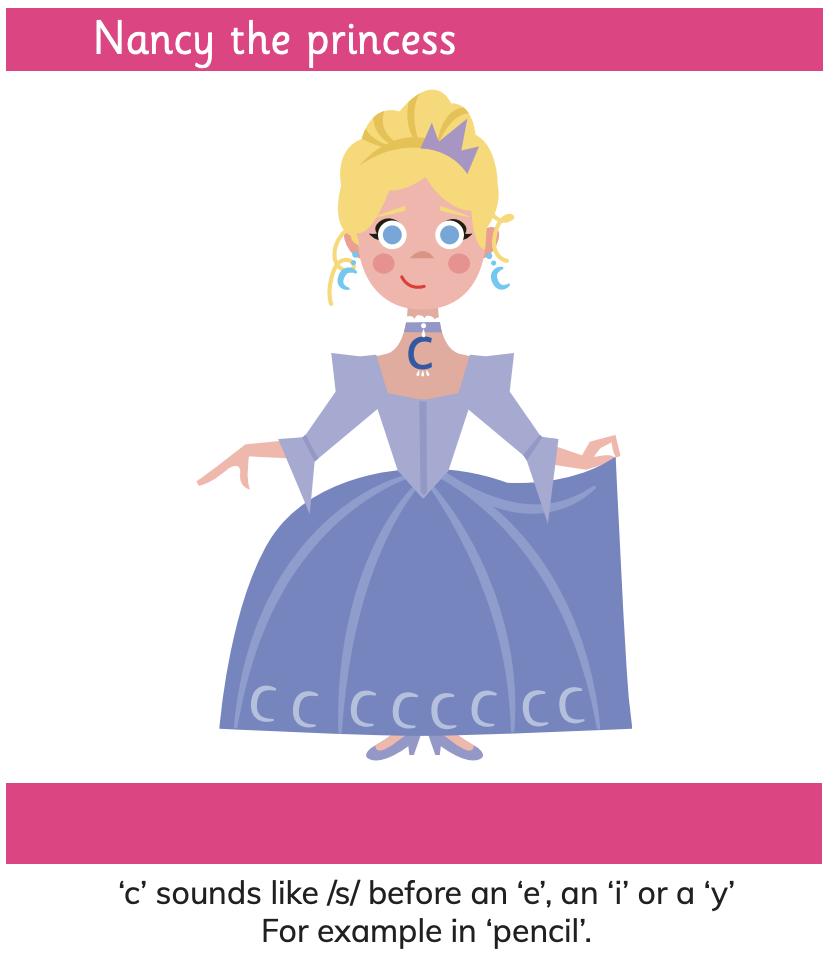 Nancy the princess
C
C C
C
C C C C C C C C
‘c’ sounds like /s/ before an ‘e’, an ‘i’ or a ‘y’
For example in ‘pencil’.